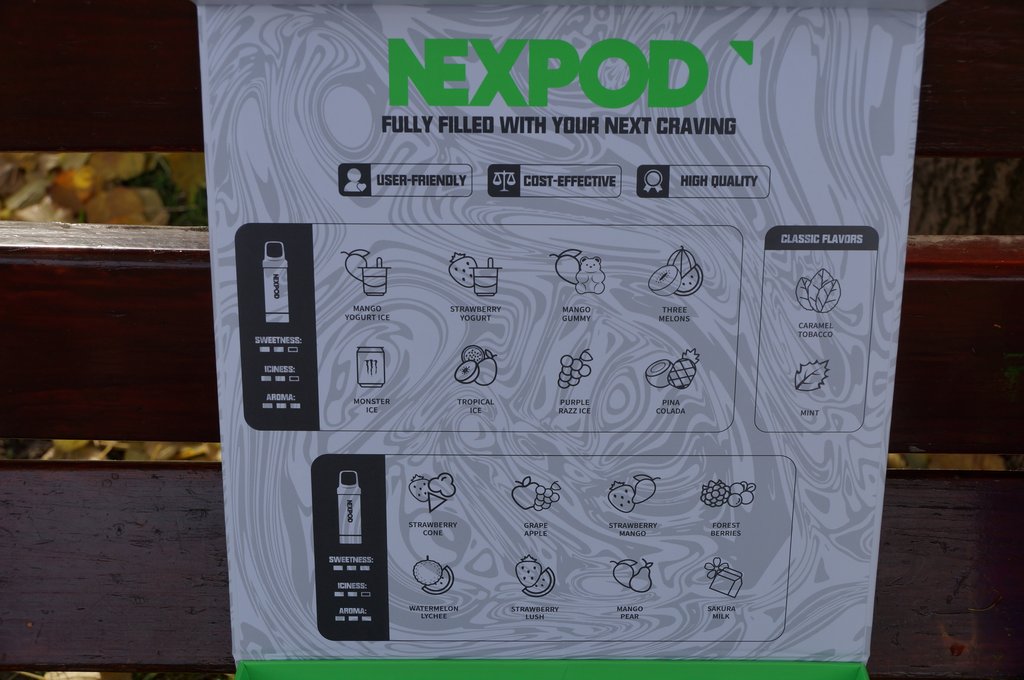 NEXPOD
FULLY FILLED WITH YOUR NEXT CRAVING
USER-FRIENDLY
COST-EFFECTIVE
HIGH QUALITY
NEXPOD
SWEETNESS:
ICINESS:
AROMA:
MANGO
YOGURT ICE
STRAWBERRY
YOGURT
MANGO
GUMMY
THREE
MELONS
MONSTER
ICE
TROPICAL
ICE
PURPLE
RAZZ ICE
PINA
COLADA
CLASSIC FLAVORS
CARAMEL
TOBACCO
MINT
NEXPOD
SWEETNESS:
ICINESS:
AROMA:
STRAWBERRY
CONE
GRAPE
APPLE
STRAWBERRY
MANGO
FOREST
BERRIES
WATERMELON
LYCHEE
STRAWBERRY
LUSH
MANGO
PEAR
SAKURA
MILK